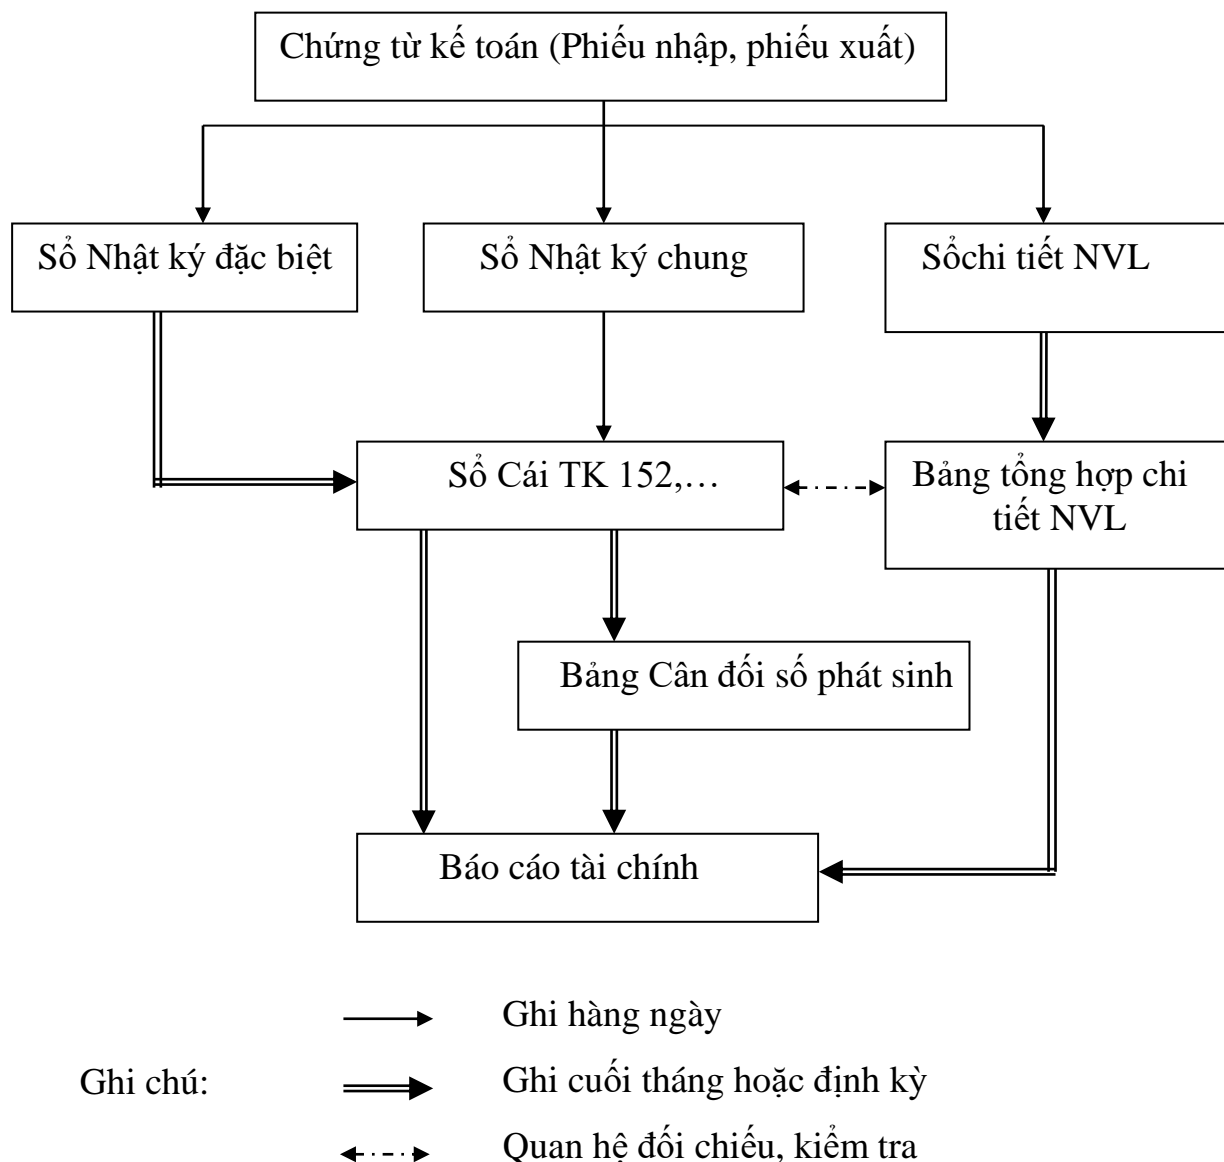 Chứng từ kế toán (Phiếu nhập, phiếu xuất)
Sổ Nhật ký đặc biệt
Sổ Nhật ký chung
Sổchi tiết NVL
Sổ Cái TK 152,…
Bảng tổng hợp chi
tiết NVL
Bảng Cân đối số phát sinh
Báo cáo tài chính
Ghi hàng ngày
Ghi chú:
Ghi cuối tháng hoặc định kỳ
Quan hệ đối chiếu, kiểm tra